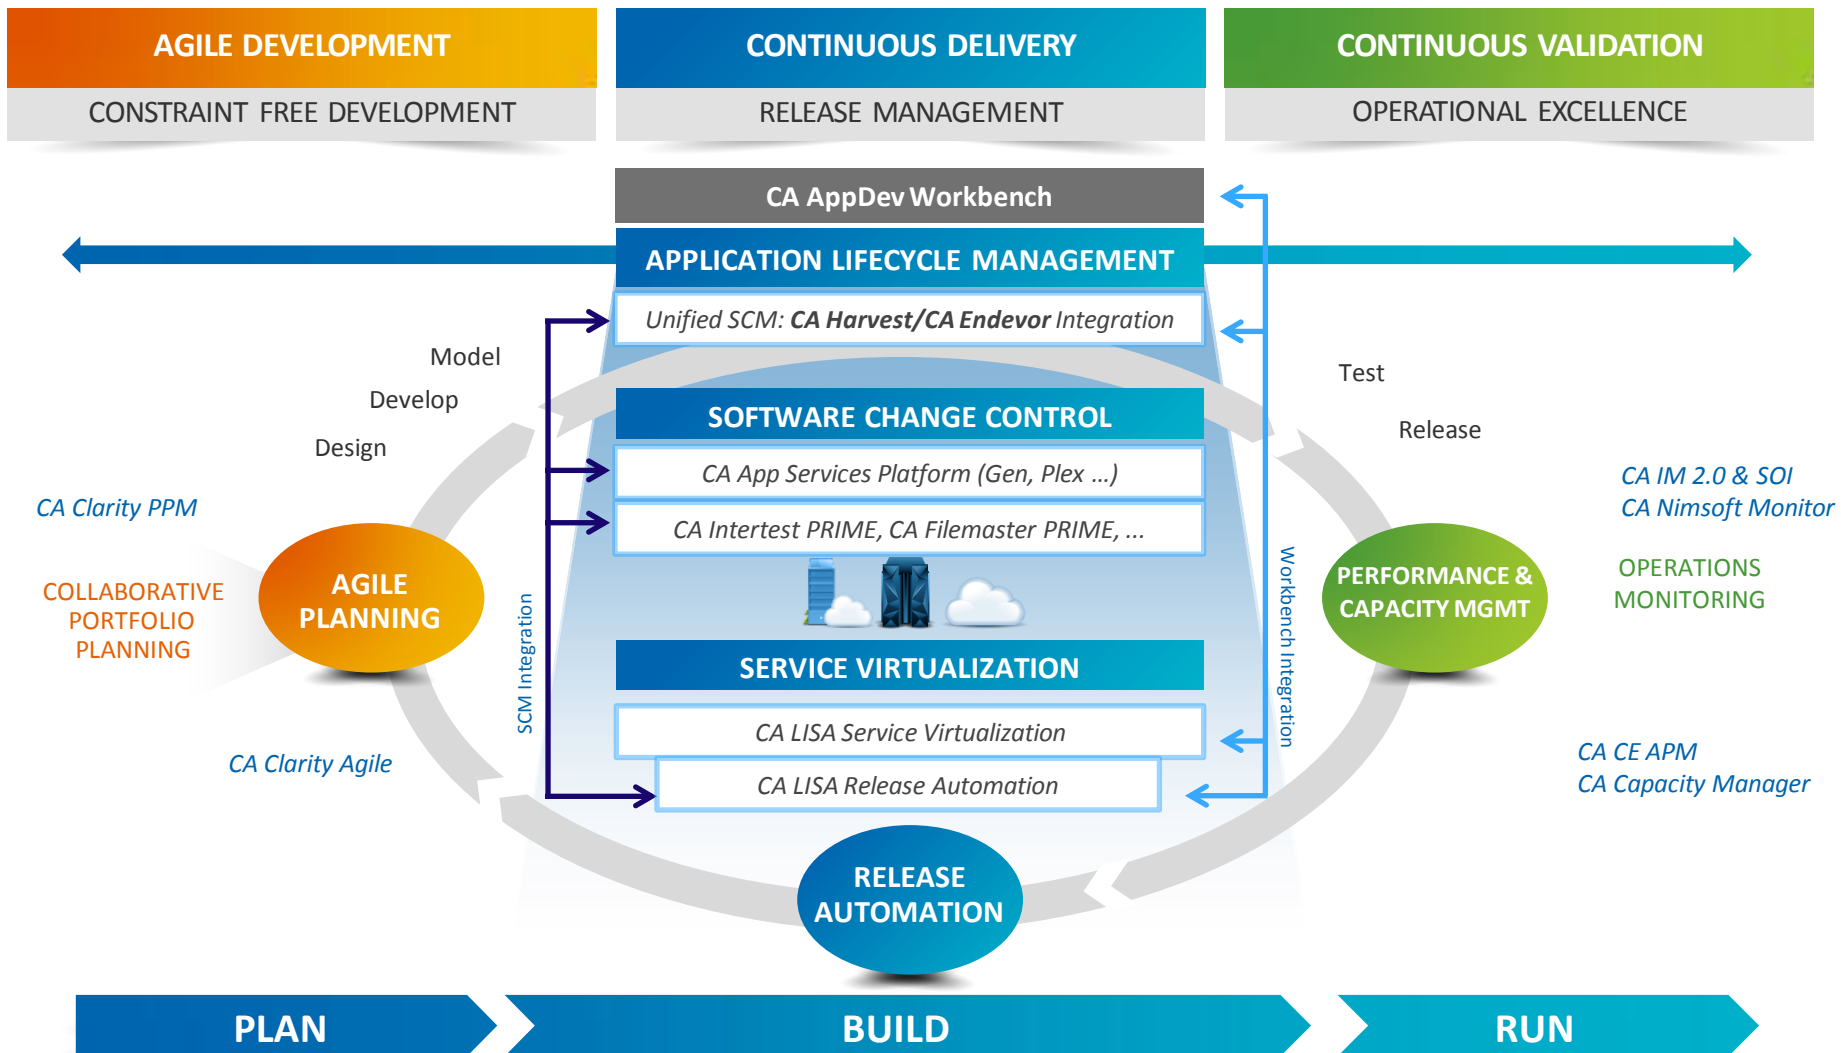 AGILE DEVELOPMENT
CONTINUOUS DELIVERY
CONTINUOUS VALIDATION
CONSTRAINT FREE DEVELOPMENT
RELEASE MANAGEMENT
OPERATIONAL EXCELLENCE
CA AppDev Workbench
APPLICATION LIFECYCLE MANAGEMENT
Unified SCM: CA Harvest/CA Endevor Integration
Model
Develop
Design
Test
Release
SOFTWARE CHANGE CONTROL
CA App Services Platform (Gen, Plex ...)
CA Intertest PRIME, CA Filemaster PRIME, ...
CA Clarity PPM
COLLABORATIVE
PORTFOLIO
PLANNING
AGILE
PLANNING
SCM Integration
Workbench Integration
CA IM 2.0 & SOI
CA Nimsoft Monitor
PERFORMANCE &
CAPACITY MGMT
OPERATIONS
MONITORING
SERVICE VIRTUALIZATION
CA LISA Service Virtualization
CA LISA Release Automation
CA Clarity Agile
CA CE APM
CA Capacity Manager
RELEASE
AUTOMATION
PLAN
BUILD
RUN